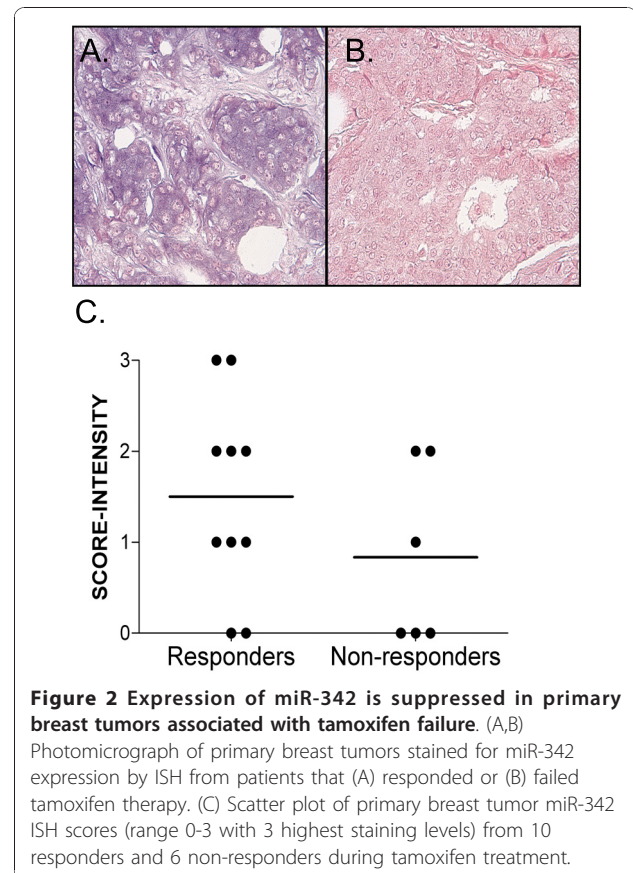 A. B.
C.
3
2
SCORE-INTENSITY
1
0
Responders Non-responders
Figure 2 Expression of miR-342 is suppressed in primary
breast tumors associated with tamoxifen failure. (A,B)
Photomicrograph of primary breast tumors stained for miR-342
expression by ISH from patients that (A) responded or (B) failed
tamoxifen therapy. (C) Scatter plot of primary breast tumor miR-342
ISH scores (range 0-3 with 3 highest staining levels) from 10
responders and 6 non-responders during tamoxifen treatment.